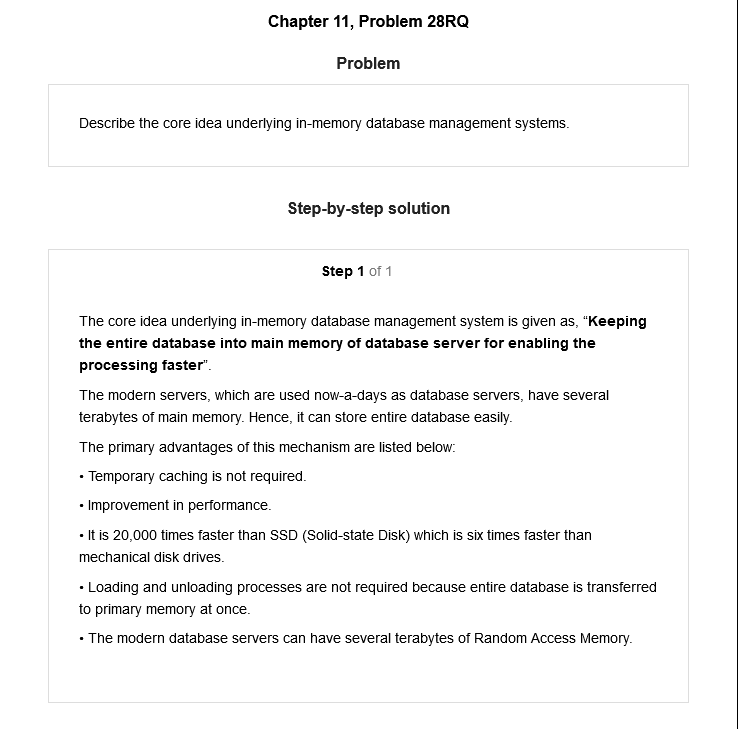 Chapter 11, Problem 28RQ
Problem
Describe the core idea underlying in-memory database management systems.
Step-by-step solution
Step 1 of 1
The core idea underlying in-memory database management system is given as, “Keeping
the entire database into main memory of database server for enabling the
processing faster”.
The modern servers, which are used now-a-days as database servers, have several
terabytes of main memory. Hence, it can store entire database easily.
The primary advantages of this mechanism are listed below:
• Temporary caching is not required.
• Improvement in performance.
• It is 20,000 times faster than SSD (Solid-state Disk) which is six times faster than
mechanical disk drives.
• Loading and unloading processes are not required because entire database is transferred
to primary memory at once.
• The modern database servers can have several terabytes of Random Access Memory.